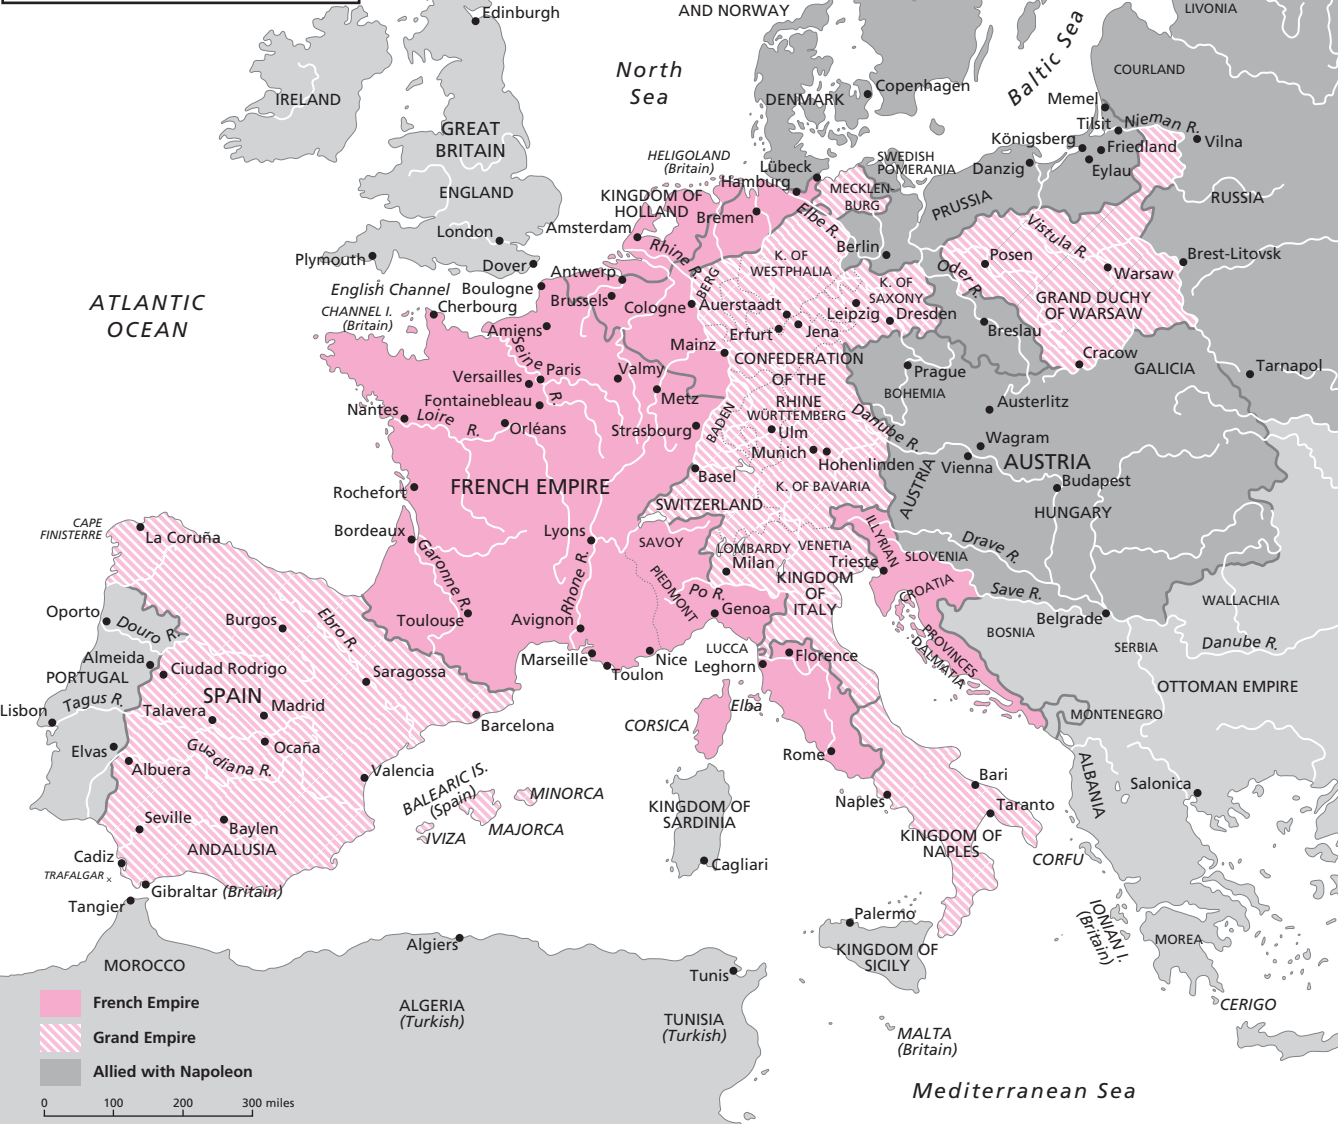 Edinburgh
AND NORWAY
LIVONIA
North
Sea
Baltic Sea
COURLAND
IRELAND
DENMARK
Copenhagen
Memel
Tilsit
Nieman R.
GREAT
BRITAIN
Königsberg
Friedland
Vilna
HELIGOLAND
(Britain)
Lübeck
SWEDISH
POMERANIA
Danzig
Eylau
ENGLAND
KINGDOM OF
HOLLAND
Hamburg
MECKLEN-
BURG
PRUSSIA
RUSSIA
Amsterdam
Bremen
Elbe R.
Vistula R.
London
Rhine R.
Berlin
Plymouth
Dover
Antwerp
BERG
K. OF
WESTPHALIA
Oder R.
Posen
Warsaw
Brest-Litovsk
English Channel
Boulogne
Brussels
Cologne
Auerstaadt
K. OF
SAXONY
GRAND DUCHY
OF WARSAW
ATLANTIC
OCEAN
CHANNEL I.
(Britain)
Cherbourg
Leipzig
Dresden
Amiens
Erfurt
Jena
Breslau
Seine R.
Mainz
CONFEDERATION
OF THE
RHINE
Cracow
GALICIA
Tarnapol
Versailles
Paris
Valmy
Prague
BOHEMIA
Fontainebleau
Metz
Austerlitz
Nantes
Loire R.
Orléans
Strasbourg
BADEN
WÜRTTEMBERG
Ulm
Danube R.
Wagram
Munich
Hohenlinden
Vienna
AUSTRIA
FRENCH EMPIRE
Basel
K. OF BAVARIA
AUSTRIA
Budapest
Rochefort
SWITZERLAND
HUNGARY
CAPE
FINISTERRE
La Coruña
Bordeaux
Lyons
SAVOY
LOMBARDY
VENETIA
ILLYRIAN
SLOVENIA
Drave R.
Garonne R.
Rhone R.
PIEDMONT
Milan
Trieste
KINGDOM
OF
ITALY
CROATIA
Save R.
WALLACHIA
Oporto
Douro R.
Burgos
Ebro R.
Toulouse
Avignon
Po R.
Genoa
PROVINCES
DALMATIA
BOSNIA
Belgrade
SERBIA
Danube R.
Almeida
Ciudad Rodrigo
Saragossa
Marseille
Toulon
Nice
LUCCA
Leghorn
Florence
PORTUGAL
SPAIN
OTTOMAN EMPIRE
Lisbon
Tagus R.
Talavera
Madrid
Barcelona
CORSICA
Elba
MONTENEGRO
Elvas
Albuera
Guadiana R.
Ocaña
Valencia
Rome
ALBANIA
Salonica
BALEARIC IS.
(Spain)
MINORCA
Bari
Seville
Baylen
IVIZA
MAJORCA
KINGDOM OF
SARDINIA
Naples
Taranto
ANDALUSIA
KINGDOM OF
NAPLES
Cadiz
TRAFALGAR
Gibraltar (Britain)
Cagliari
CORFU
Tangier
Algiers
Palermo
IONIAN I.
(Britain)
MOROCCO
Tunis
KINGDOM OF
SICILY
MOREA
French Empire
ALGERIA
(Turkish)
TUNISIA
(Turkish)
MALTA
(Britain)
CERIGO
Grand Empire
Allied with Napoleon
Mediterranean Sea
0 100 200 300 miles